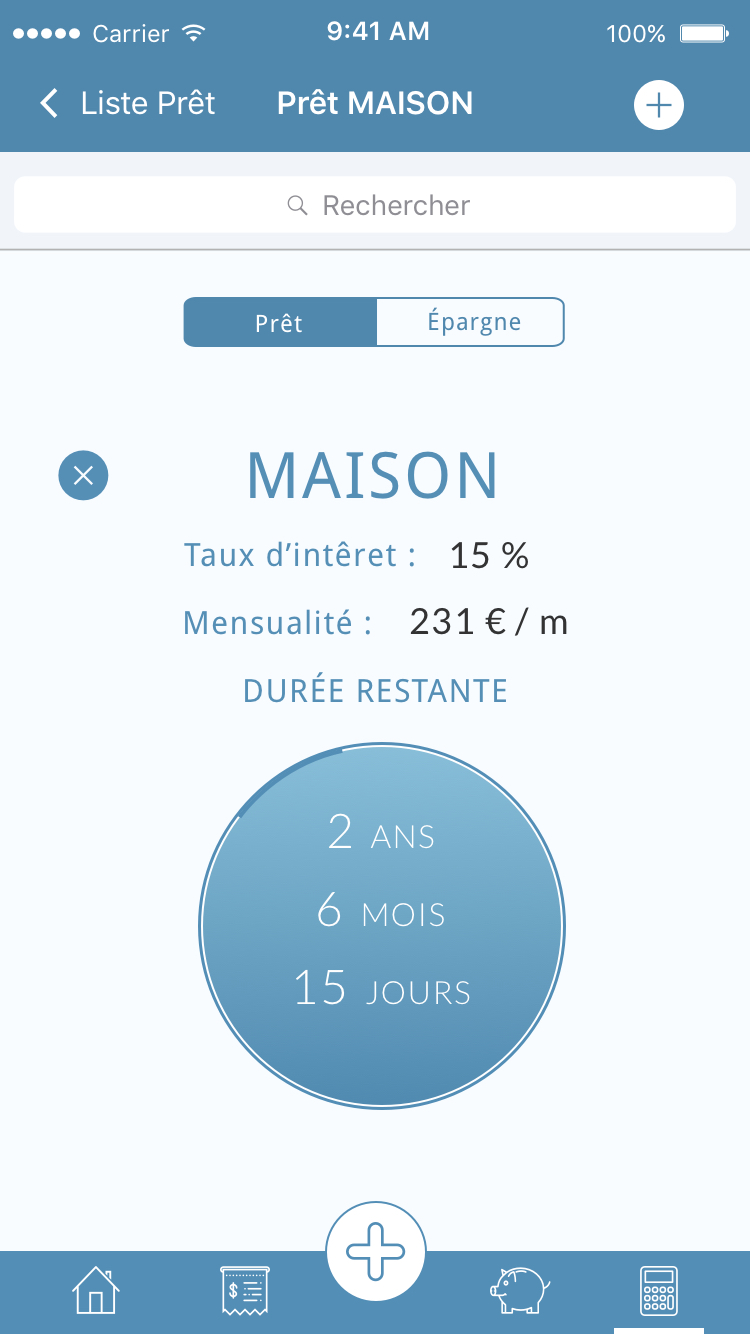 Carrier 9:41 AM 100%
Liste Prêt Prêt MAISON
Rechercher
Prêt Épargne
MAISON
Taux d’intêret : 15 %
Mensualité : 231 € / m
DURÉE RESTANTE
2 ANS
6 MOIS
15 JOURS
$